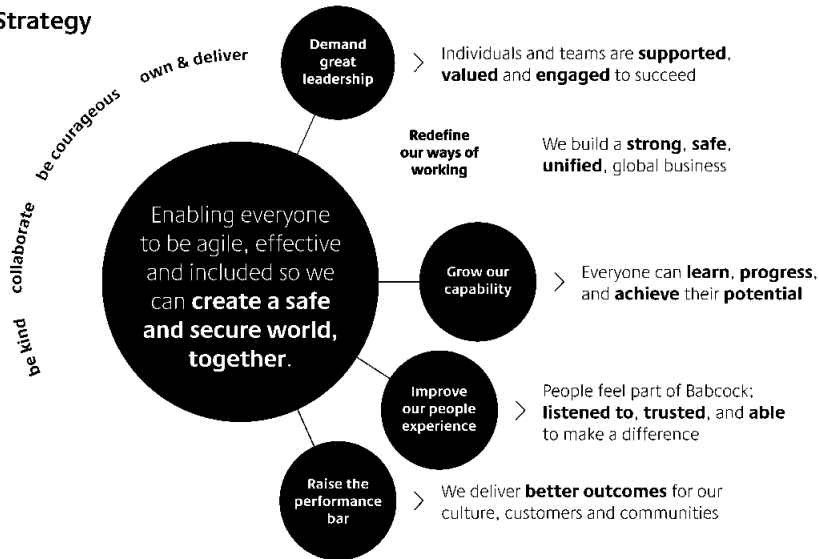 Strategy
own & deliver
be courageous
collaborate
be kind
Enabling everyone
to be agile, effective
and included so we
can create a safe
and secure world,
together.
Demand
great
leadership
Individuals and teams are supported,
valued and engaged to succeed
Redefine
our ways of
working
We build a strong, safe,
unified, global business
Grow our
capability
Everyone can learn, progress,
and achieve their potential
Improve
our people
experience
People feel part of Babcock;
listened to, trusted, and able
to make a difference
Raise the
performance
bar
We deliver better outcomes for our
culture, customers and communities